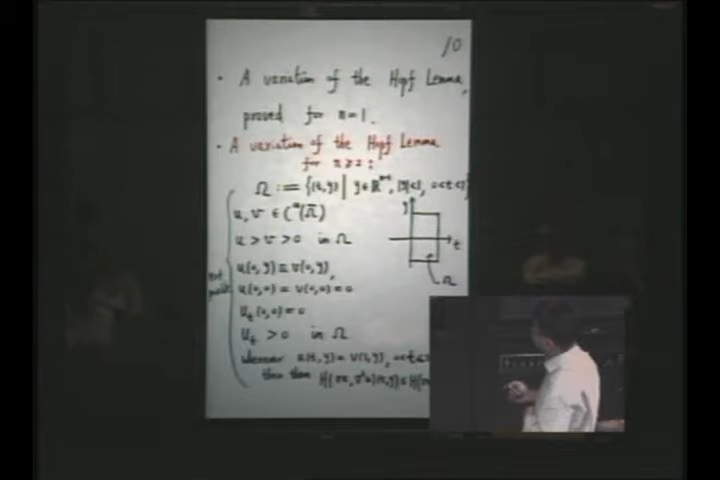 10
• A variation of the Hopf Lemma,
proved for n=1.
• A variation of the Hopf Lemma
for n≥2:
Ω := {(t,y) | y∈ℝⁿ⁻¹, |y|<1, 0<t<1}
u, v ∈ C^∞(Ω̄)
u > v > 0 in Ω
u(0,y) = v(0,y),
u(0,0) = v(0,0) = 0
not
u_t(0,0) = 0
u_t > 0 in Ω
whenever u(t,y) = v(s,y), 0<t<
then
y
t
Ω